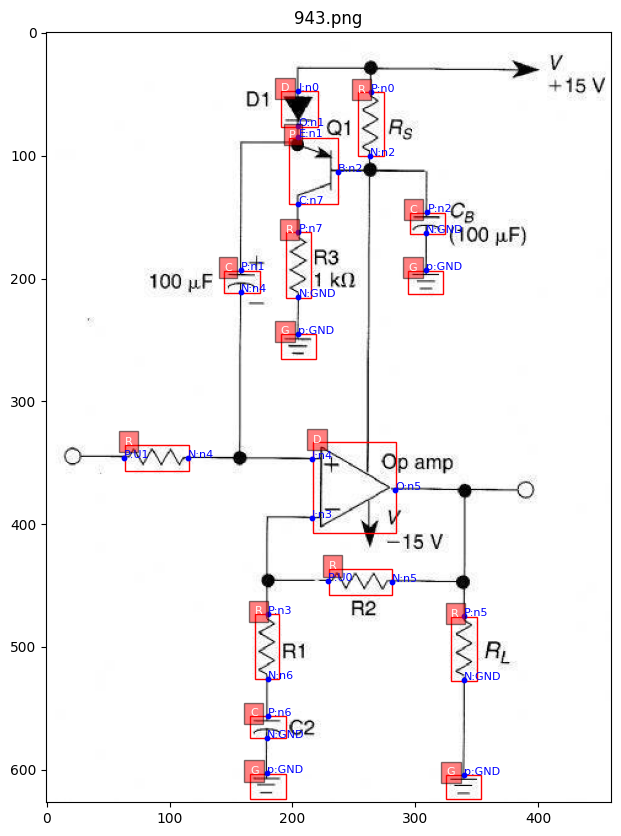 943.png
0
100
200
300
400
500
600
0
100
200
300
400
V
+15 V
D
I:n0
D1
O:n1
E:n1
Q1
R
P:n0
R_S
N:n2
B:n2
C:n7
C
P:n2
C_B
N:GND
(100 µF)
G
p:GND
R
P:n7
R3
1 kΩ
N:GND
C
P:n1
+
100 µF
N:n4
G
p:GND
R
P:U1
N:n4
D
I:n4
+
Op amp
O:n5
I:n3
−
V
−15 V
R
P:U0
N:n5
R2
R
P:n3
R1
N:n6
R
P:n5
R_L
N:GND
C
P:n6
C2
N:GND
G
p:GND
G
p:GND